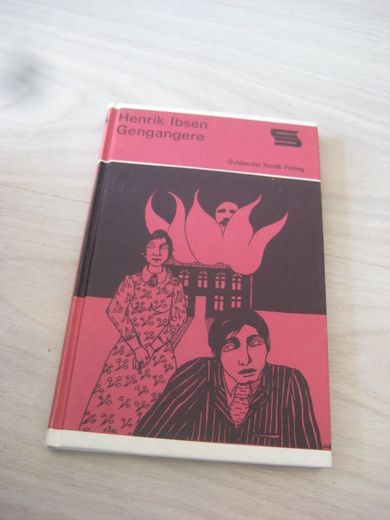 Henrik Ibsen
Gengangere
Gyldendal Norsk Forlag